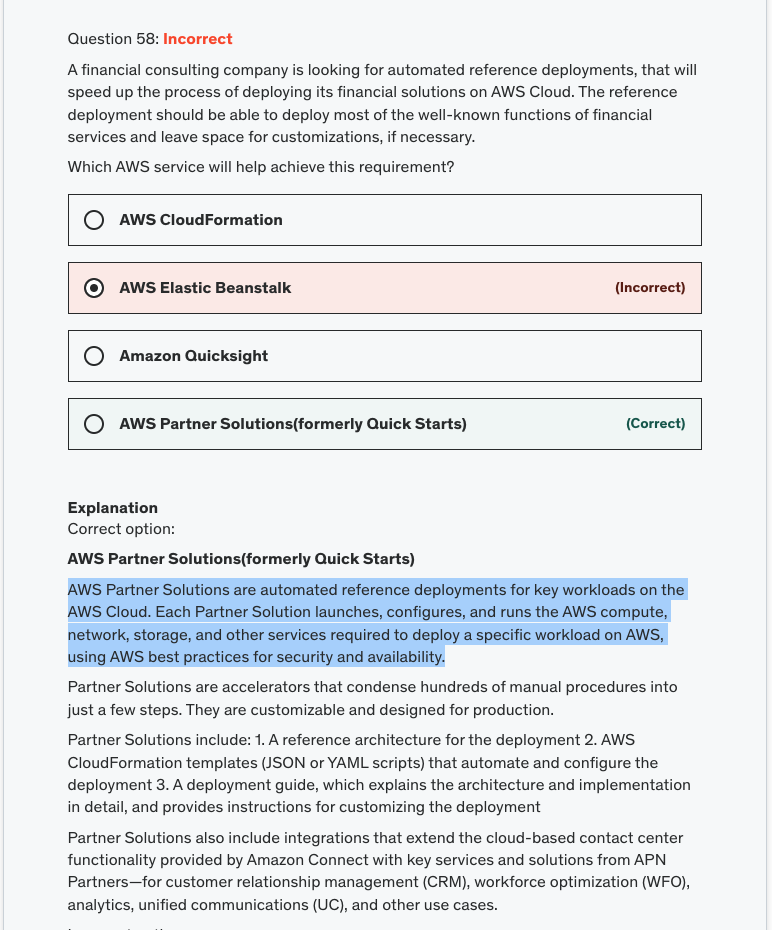 Question 58: Incorrect
A financial consulting company is looking for automated reference deployments, that will
speed up the process of deploying its financial solutions on AWS Cloud. The reference
deployment should be able to deploy most of the well-known functions of financial
services and leave space for customizations, if necessary.
Which AWS service will help achieve this requirement?
AWS CloudFormation
AWS Elastic Beanstalk (Incorrect)
Amazon Quicksight
AWS Partner Solutions(formerly Quick Starts) (Correct)
Explanation
Correct option:
AWS Partner Solutions(formerly Quick Starts)
AWS Partner Solutions are automated reference deployments for key workloads on the
AWS Cloud. Each Partner Solution launches, configures, and runs the AWS compute,
network, storage, and other services required to deploy a specific workload on AWS,
using AWS best practices for security and availability.
Partner Solutions are accelerators that condense hundreds of manual procedures into
just a few steps. They are customizable and designed for production.
Partner Solutions include: 1. A reference architecture for the deployment 2. AWS
CloudFormation templates (JSON or YAML scripts) that automate and configure the
deployment 3. A deployment guide, which explains the architecture and implementation
in detail, and provides instructions for customizing the deployment
Partner Solutions also include integrations that extend the cloud-based contact center
functionality provided by Amazon Connect with key services and solutions from APN
Partners—for customer relationship management (CRM), workforce optimization (WFO),
analytics, unified communications (UC), and other use cases.